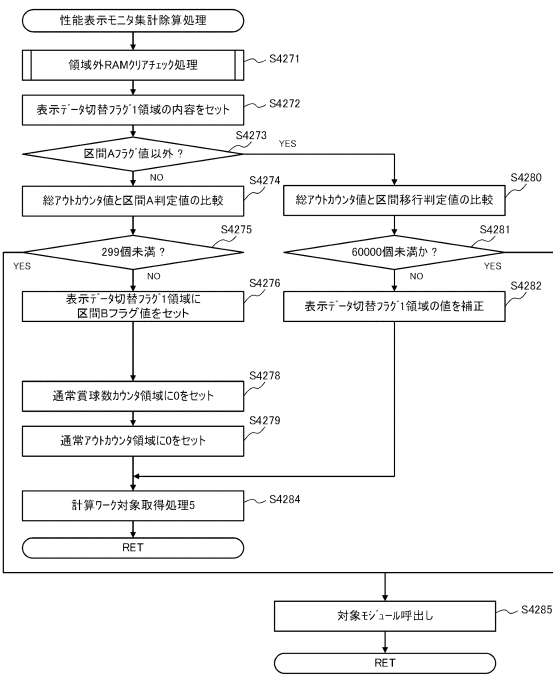 性能表示モニタ集計除算処理
領域外RAMクリアチェック処理
S4271
表示データ切替フラグ1領域の内容をセット
S4272
区間Aフラグ値以外？
S4273
YES
NO
総アウトカウンタ値と区間A判定値の比較
S4274
総アウトカウンタ値と区間移行判定値の比較
S4280
299個未満？
S4275
YES
NO
60000個未満か？
S4281
NO
YES
表示データ切替フラグ1領域に
区間Bフラグ値をセット
S4276
表示データ切替フラグ1領域の値を補正
S4282
通常賞球数カウンタ領域に0をセット
S4278
通常アウトカウンタ領域に0をセット
S4279
計算ワーク対象取得処理5
S4284
RET
対象モジュール呼出し
S4285
RET